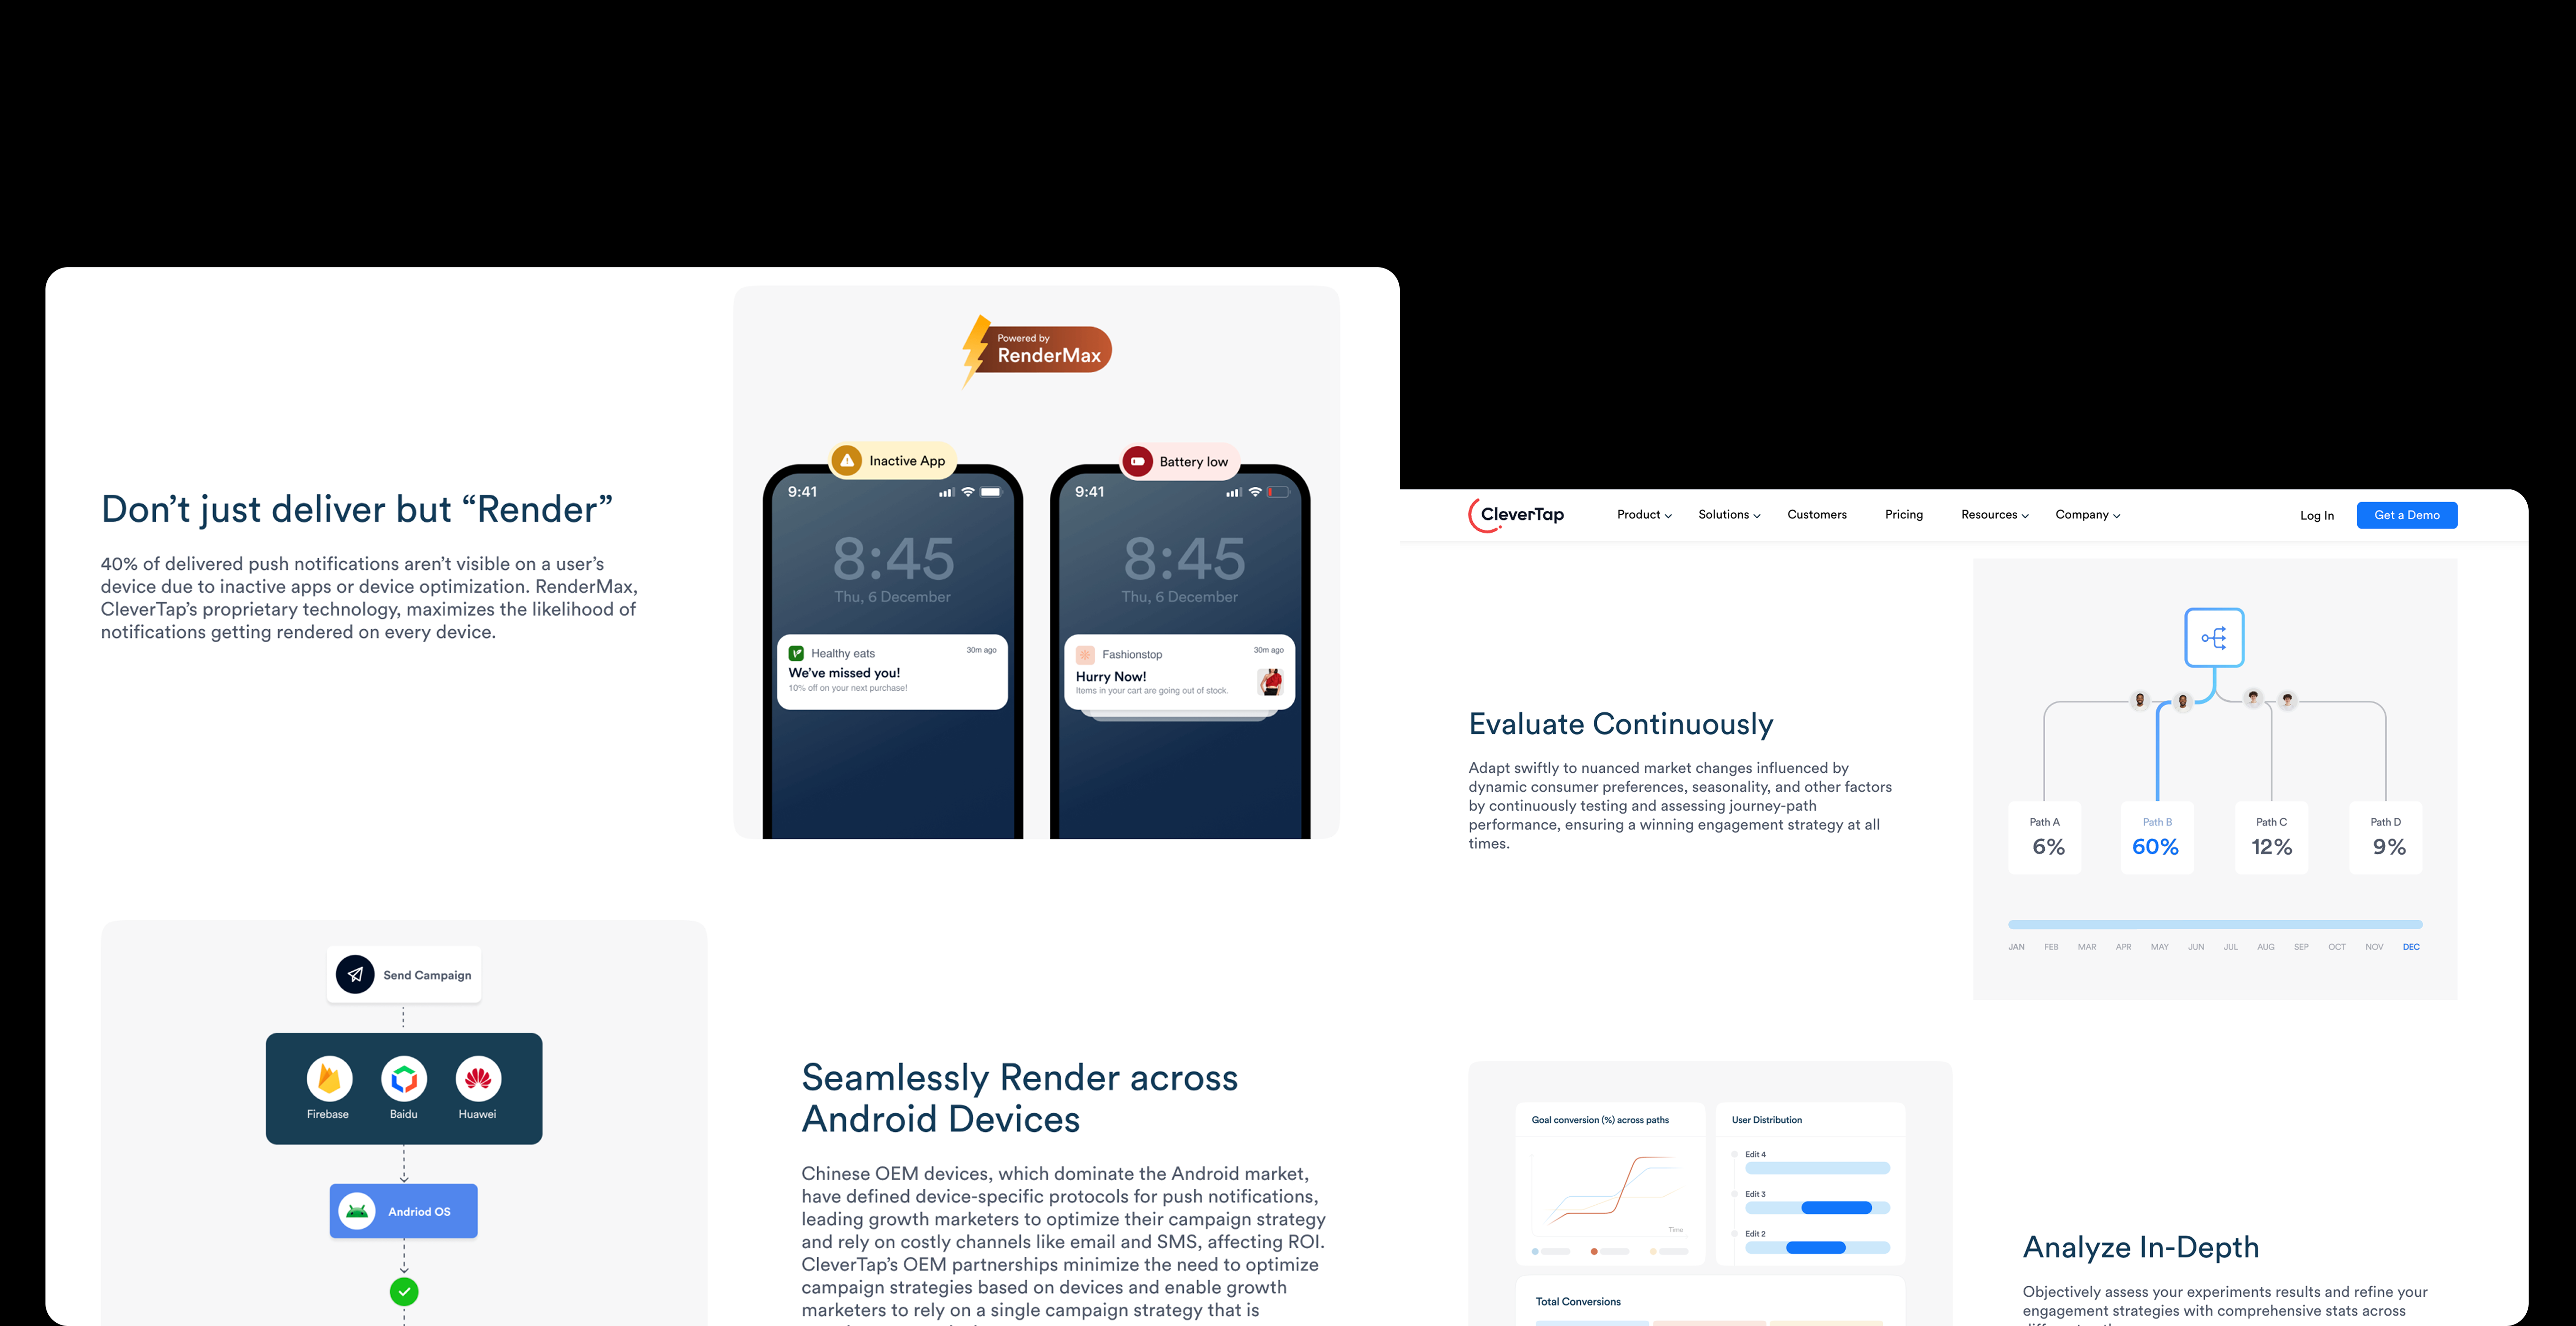 Powered by
RenderMax
Inactive App
Battery low
9:41
9:41
8:45
Thu, 6 December
8:45
Thu, 6 December
Healthy eats
30m ago
We've missed you!
10% off on your next purchase!
Fashionstop
30m ago
Hurry Now!
Items in your cart are going out of stock.
Don't just deliver but “Render”
40% of delivered push notifications aren't visible on a user's
device due to inactive apps or device optimization. RenderMax,
CleverTap's proprietary technology, maximizes the likelihood of
notifications getting rendered on every device.
Send Campaign
Firebase
Baidu
Huawei
Andriod OS
Seamlessly Render across
Android Devices
Chinese OEM devices, which dominate the Android market,
have defined device-specific protocols for push notifications,
leading growth marketers to optimize their campaign strategy
and rely on costly channels like email and SMS, affecting ROI.
CleverTap's OEM partnerships minimize the need to optimize
campaign strategies based on devices and enable growth
marketers to rely on a single campaign strategy that is
CleverTap
Product
Solutions
Customers
Pricing
Resources
Company
Log In
Get a Demo
Evaluate Continuously
Adapt swiftly to nuanced market changes influenced by
dynamic consumer preferences, seasonality, and other factors
by continuously testing and assessing journey-path
performance, ensuring a winning engagement strategy at all
times.
Path A
6%
Path B
60%
Path C
12%
Path D
9%
JAN FEB MAR APR MAY JUN JUL AUG SEP OCT NOV DEC
Goal conversion (%) across paths
Time
User Distribution
Edit 4
Edit 3
Edit 2
Total Conversions
Analyze In-Depth
Objectively assess your experiments results and refine your
engagement strategies with comprehensive stats across